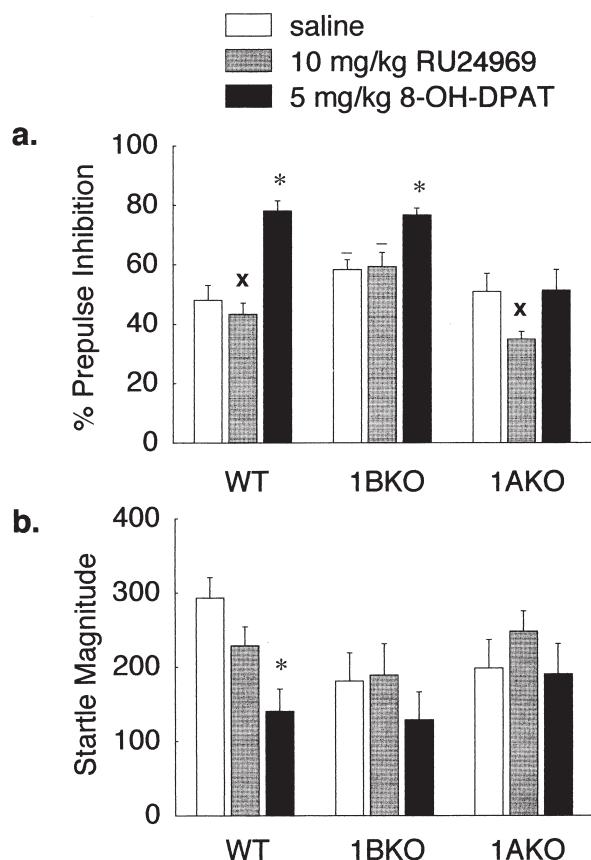 saline
10 mg/kg RU24969
5 mg/kg 8-OH-DPAT
a.
100
80
60
40
20
0
% Prepulse Inhibition
*
x
*
x
WT 1BKO 1AKO
b.
400
300
200
100
0
Startle Magnitude
*
WT 1BKO 1AKO